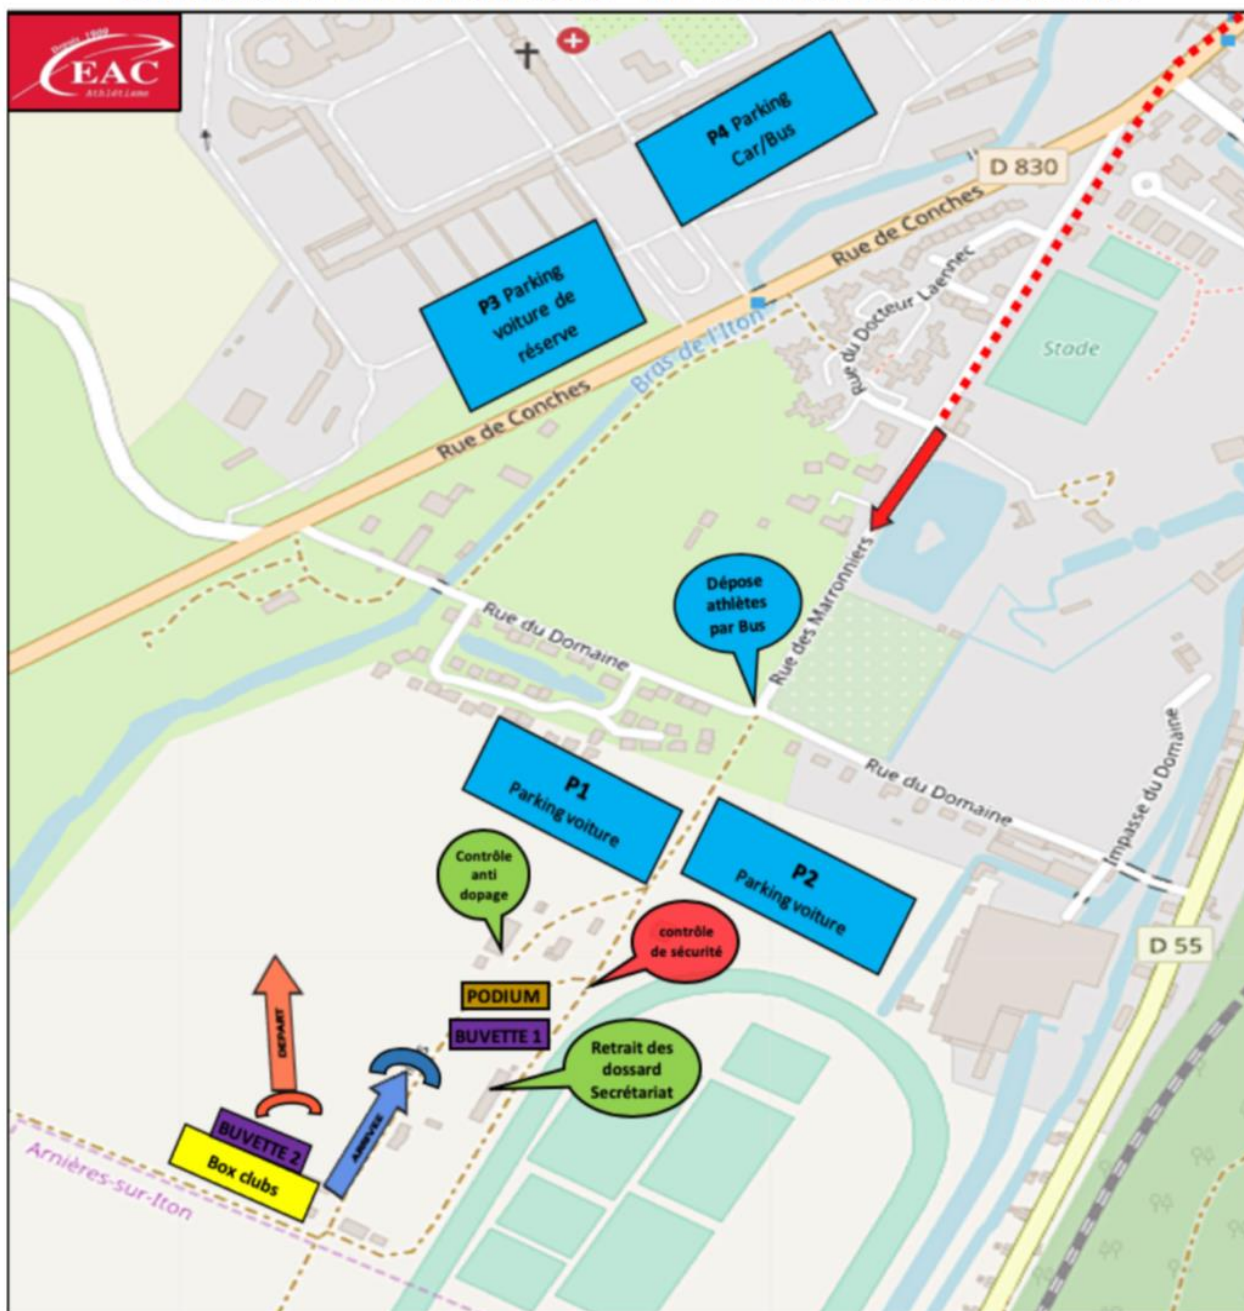 Depuis 1909
EAC
Athlétisme
P4 Parking
Car/Bus
D 830
Rue de Conches
P3 Parking
voiture de
réserve
Rue du Docteur Laennec
Bras de l'Iton
Stade
Rue de Conches
Dépose
athlètes
par Bus
Rue des Marronniers
Rue du Domaine
P1
Parking voiture
Rue du Domaine
Impasse du Domaine
P2
Parking voiture
Contrôle
anti
dopage
contrôle
de sécurité
D 55
PODIUM
BUVETTE 1
DEPART
Retrait des
dossard
Secrétariat
ARRIVEE
BUVETTE 2
Box clubs
Arnières-sur-Iton